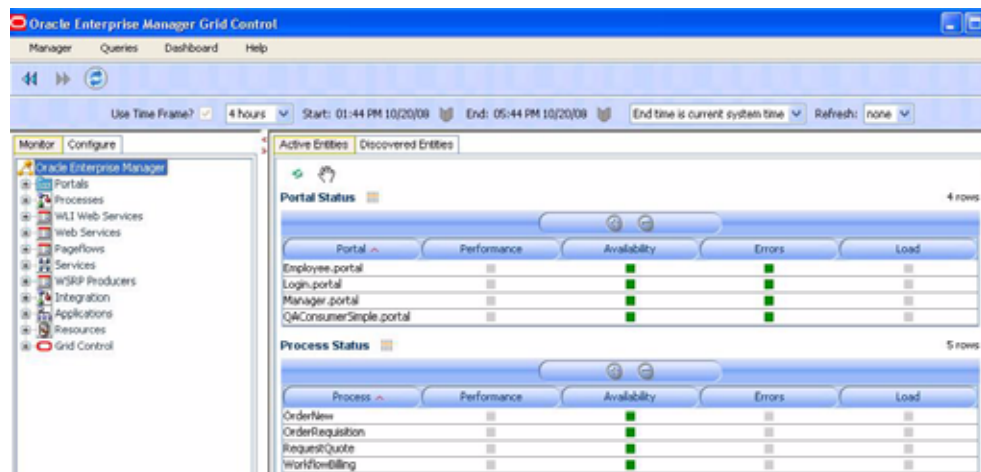 Oracle Enterprise Manager Grid Control
Manager Queries Dashboard Help
Use Time Frame? 4 hours Start: 01:44 PM 10/20/08 End: 05:44 PM 10/20/08 End time is current system time Refresh: none
Monitor Configure
Oracle Enterprise Manager
Portals
Processes
WLI Web Services
Web Services
Pageflows
Services
WSRP Producers
Integration
Applications
Resources
Grid Control
Active Entities Discovered Entities
Portal Status 4 rows
Portal Performance Availability Errors Load
Employee.portal
Login.portal
Manager.portal
QAConsumerSimple.portal
Process Status 5 rows
Process Performance Availability Errors Load
OrderNew
OrderRequisition
RequestQuote
WorkflowBilling